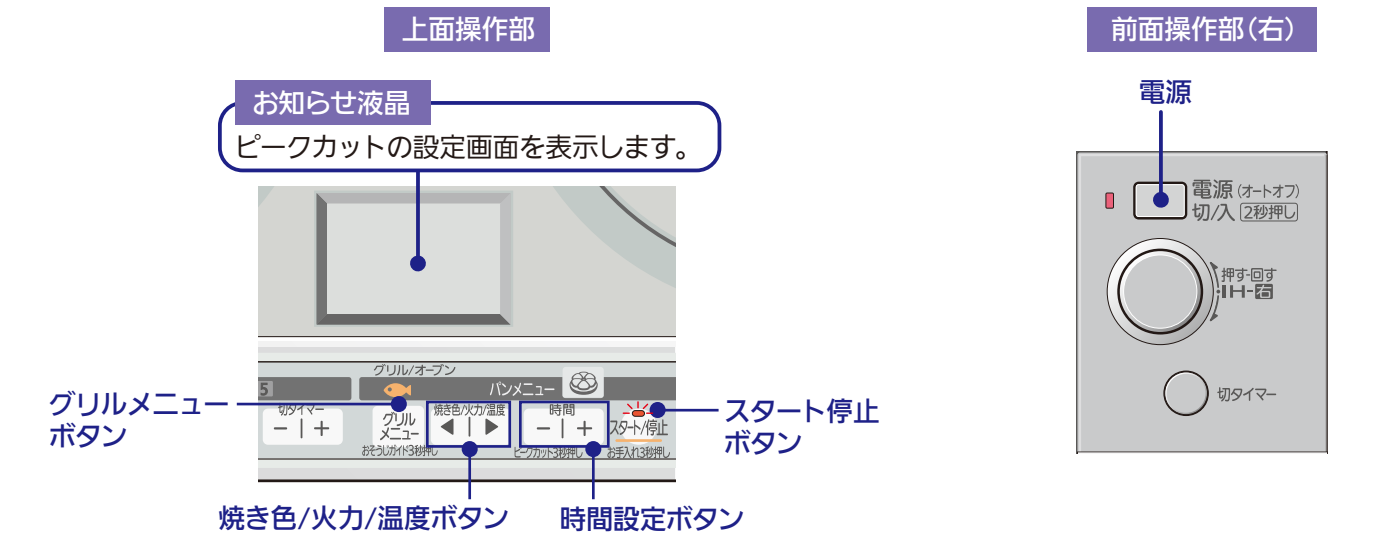 上面操作部
お知らせ液晶
ピークカットの設定画面を表示します。
グリル/オーブン
5
パンメニュー
切タイマー
− | +
グリル
メニュー
おそうじガイド3秒押し
焼き色/火力/温度
◀ | ▶
時間
− | +
ピークカット3秒押し
スタート/停止
お手入れ3秒押し
グリルメニュー
ボタン
スタート停止
ボタン
焼き色/火力/温度ボタン
時間設定ボタン
前面操作部(右)
電源
電源(オートオフ)
切/入 2秒押し
押す-回す
IH-右
切タイマー